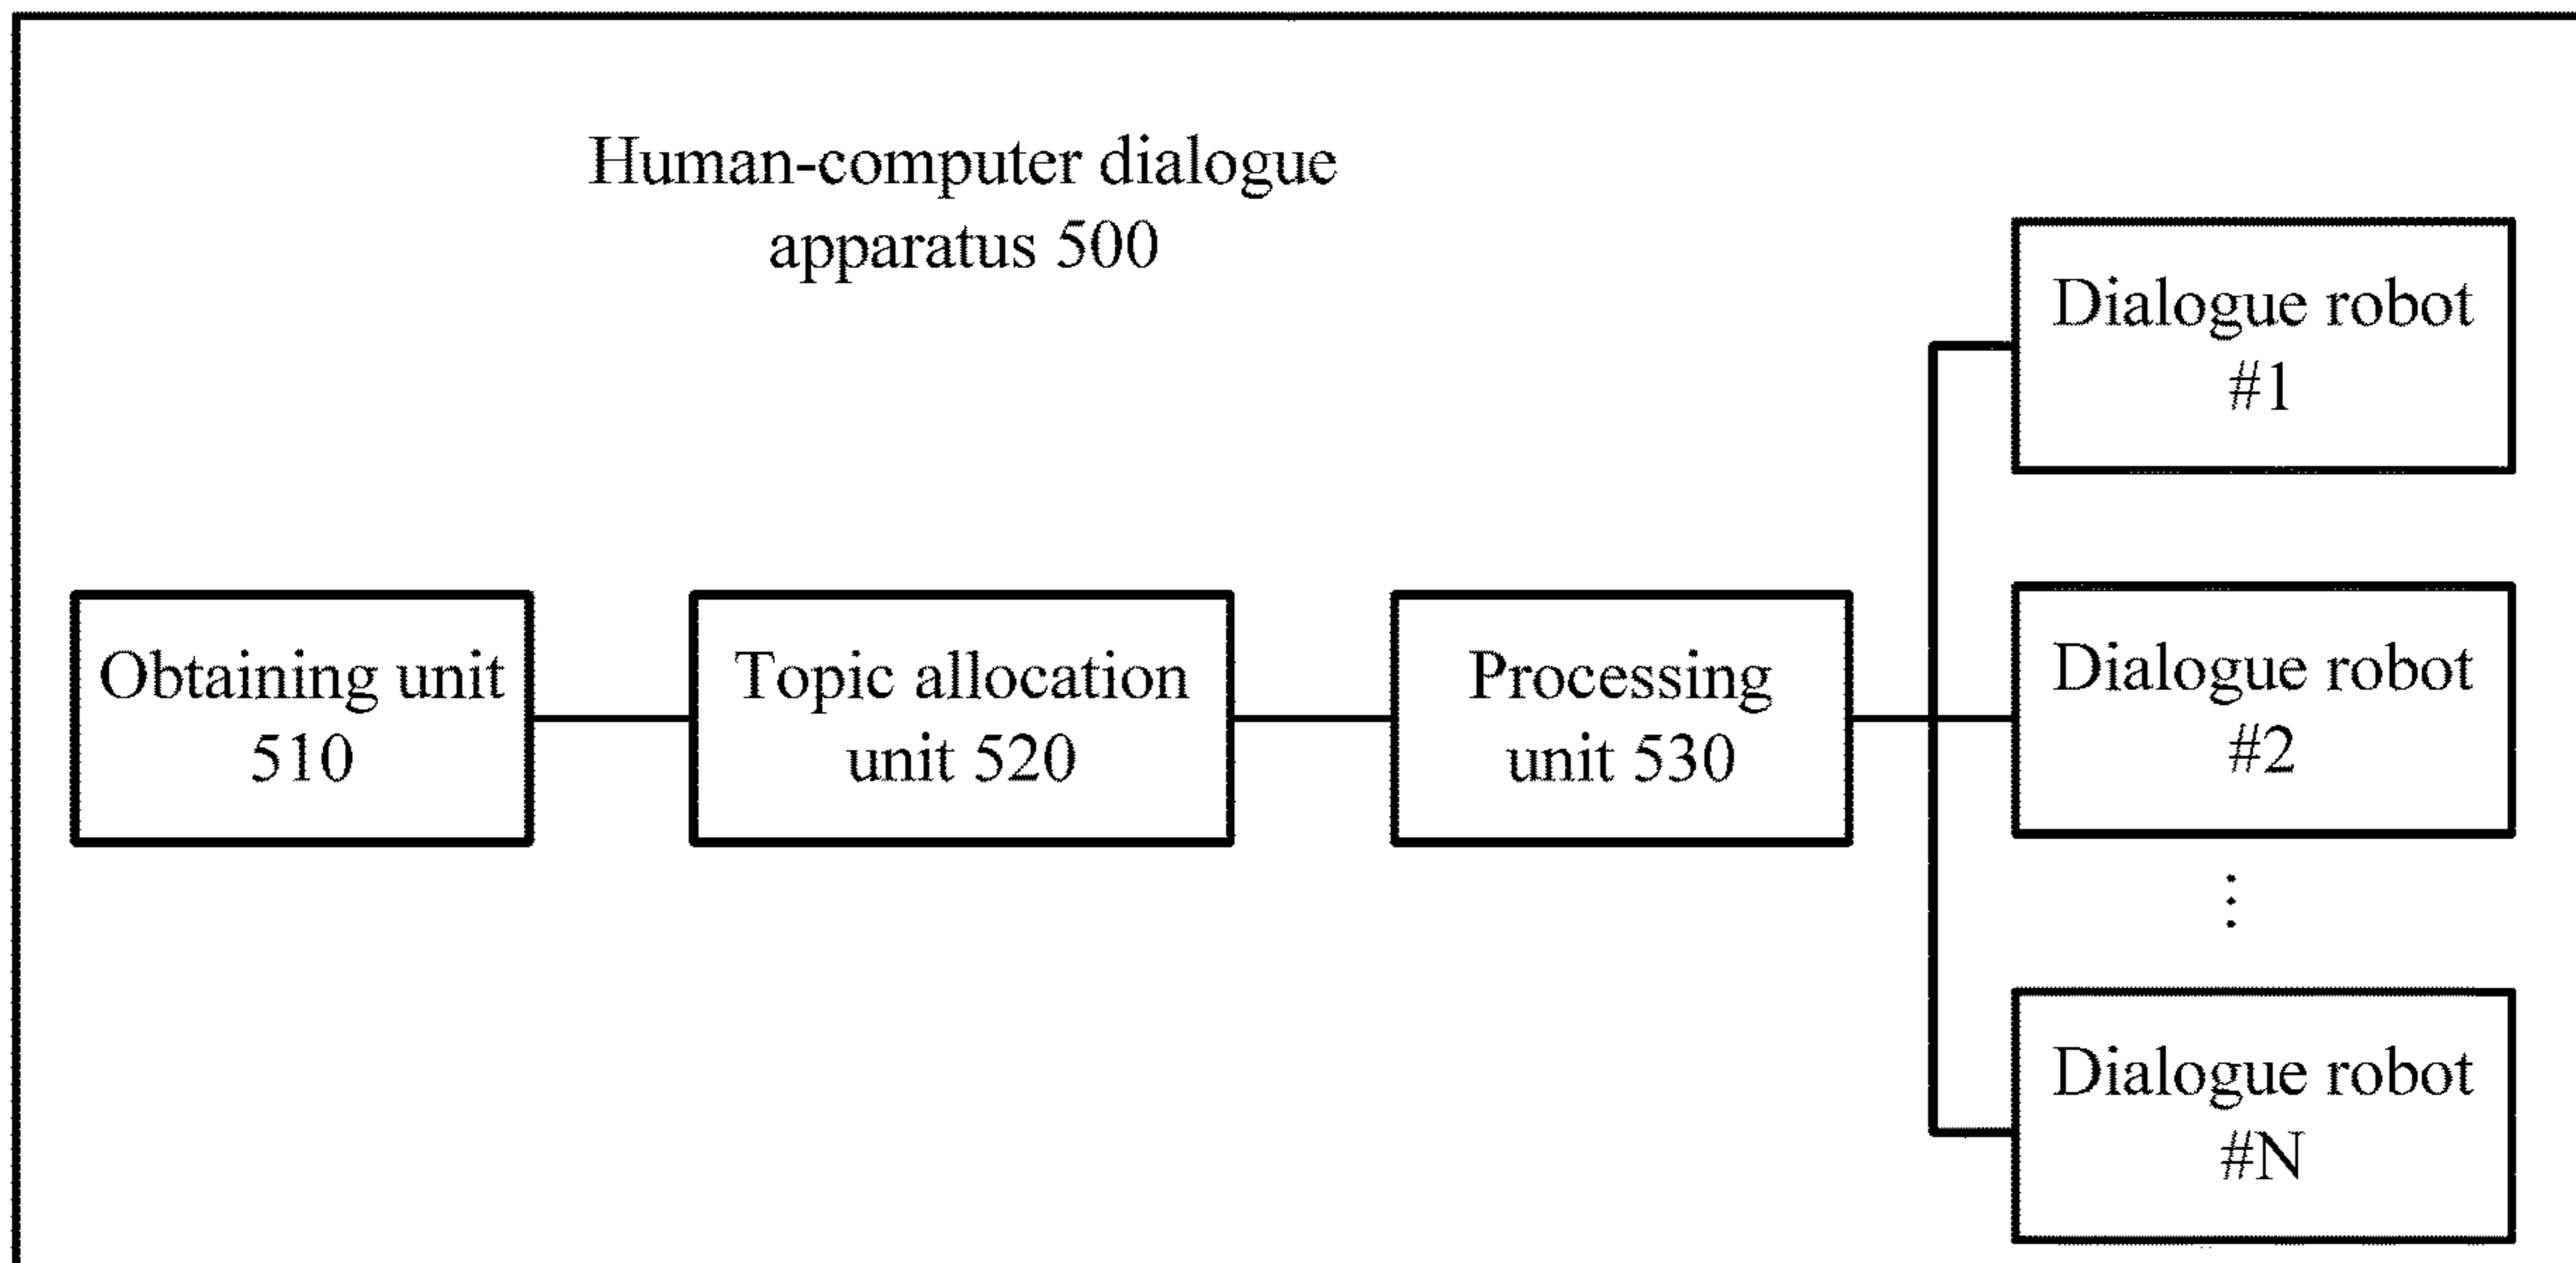 Human-computer dialogue
apparatus 500
Obtaining unit
510
Topic allocation
unit 520
Processing
unit 530
Dialogue robot
#1
Dialogue robot
#2
⋮
Dialogue robot
#N